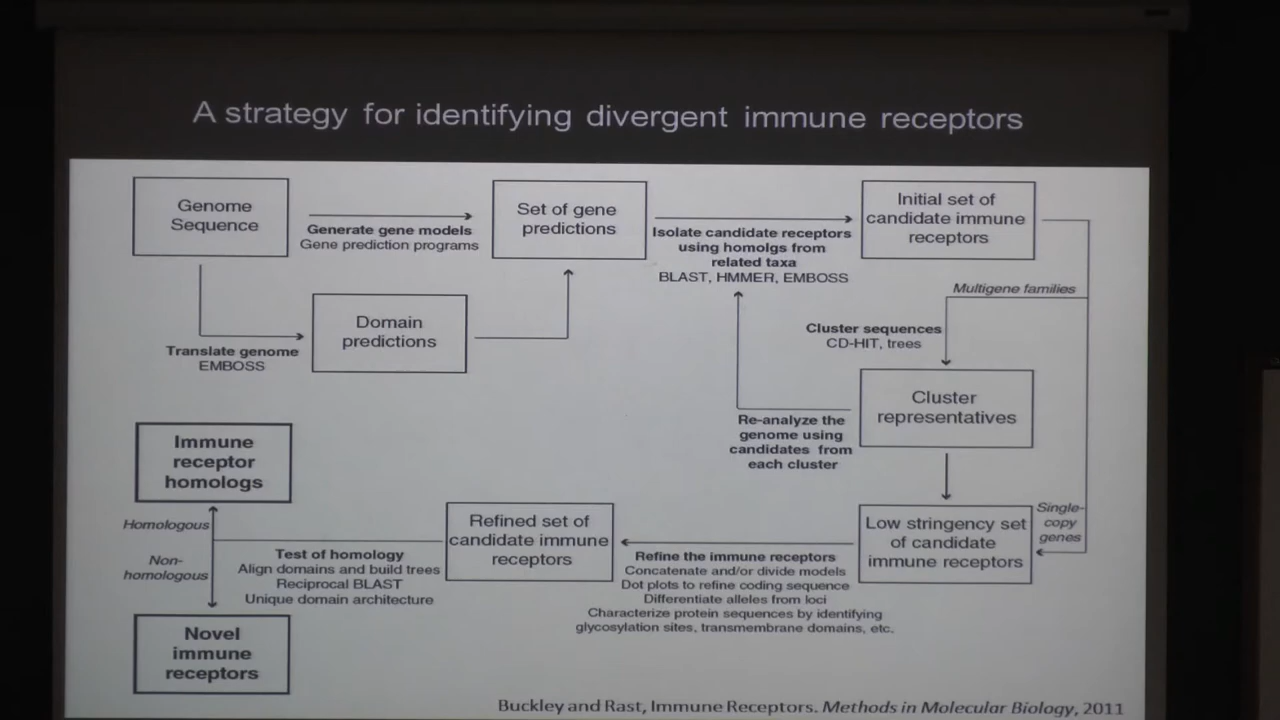 A strategy for identifying divergent immune receptors
Genome
Sequence
Generate gene models
Gene prediction programs
Set of gene
predictions
Isolate candidate receptors
using homolgs from
related taxa
BLAST, HMMER, EMBOSS
Initial set of
candidate immune
receptors
Multigene families
Translate genome
EMBOSS
Domain
predictions
Cluster sequences
CD-HIT, trees
Cluster
representatives
Re-analyze the
genome using
candidates from
each cluster
Single-
copy
genes
Low stringency set
of candidate
immune receptors
Refine the immune receptors
Concatenate and/or divide models
Dot plots to refine coding sequence
Differentiate alleles from loci
Characterize protein sequences by identifying
glycosylation sites, transmembrane domains, etc.
Refined set of
candidate immune
receptors
Test of homology
Align domains and build trees
Reciprocal BLAST
Unique domain architecture
Homologous
Non-
homologous
Immune
receptor
homologs
Novel
immune
receptors
Buckley and Rast, Immune Receptors. Methods in Molecular Biology, 2011